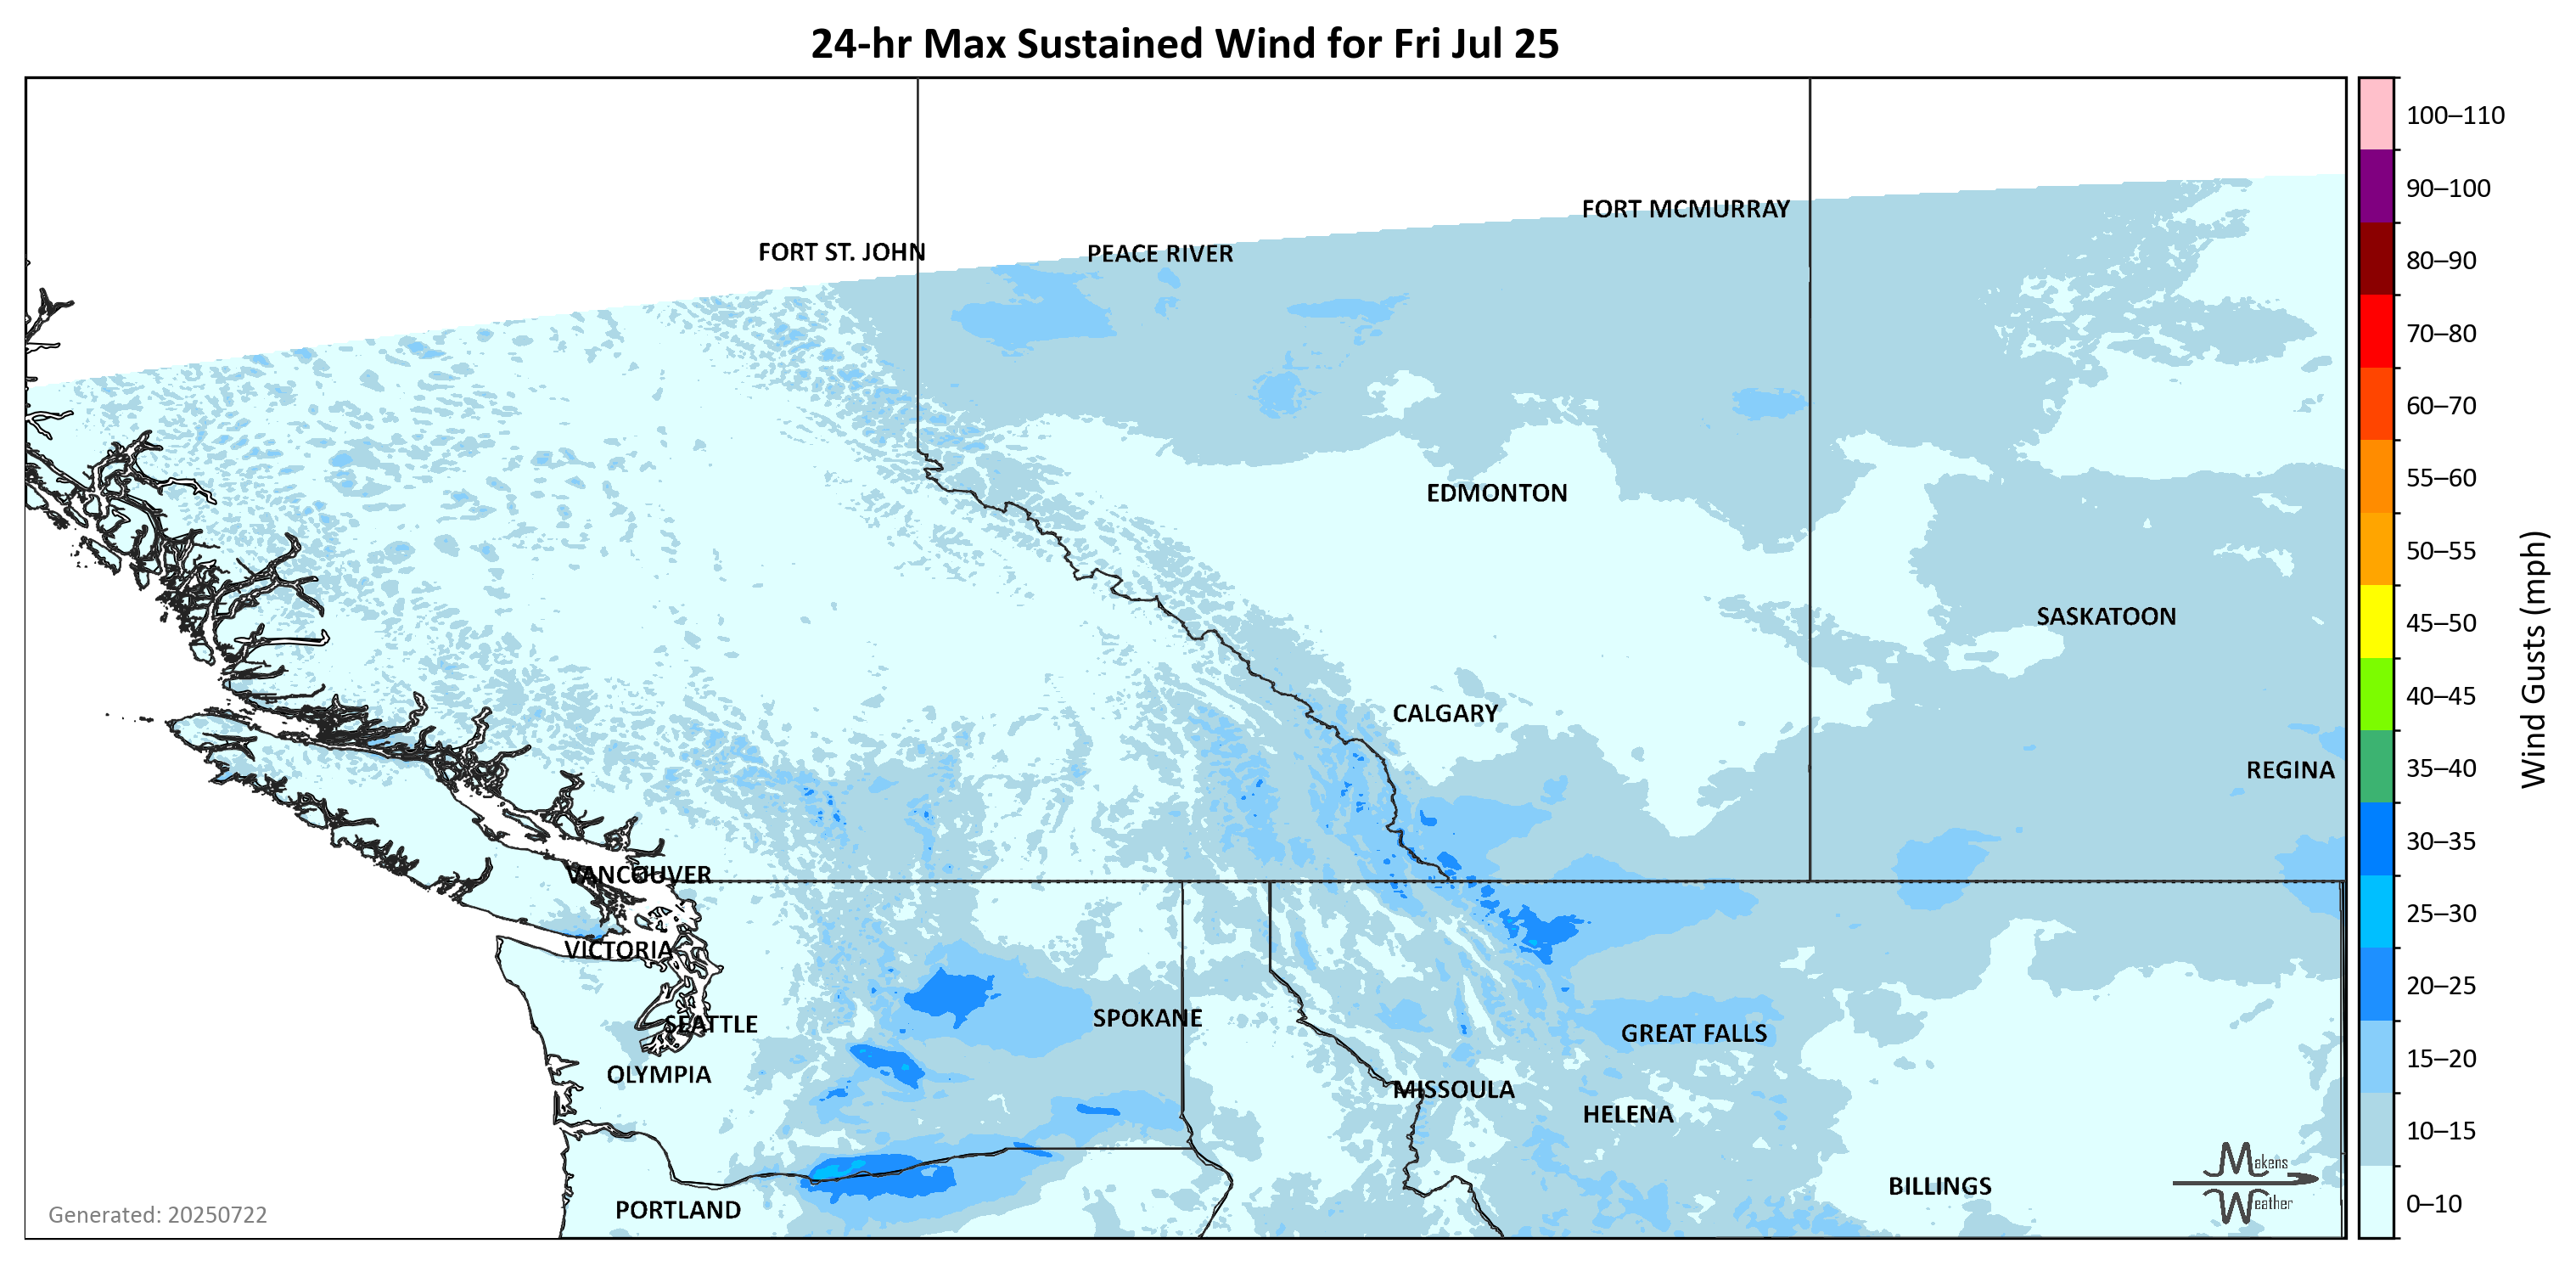 24-hr Max Sustained Wind for Fri Jul 25
100–110
FORT MCMURRAY
90–100
FORT ST. JOHN
PEACE RIVER
80–90
70–80
60–70
55–60
EDMONTON
50–55
SASKATOON
45–50
40–45
CALGARY
35–40
REGINA
Wind Gusts (mph)
30–35
VANCOUVER
25–30
VICTORIA
20–25
SPOKANE
SEATTLE
GREAT FALLS
15–20
OLYMPIA
MISSOULA
HELENA
10–15
Makens
Weather
BILLINGS
0–10
PORTLAND
Generated: 20250722